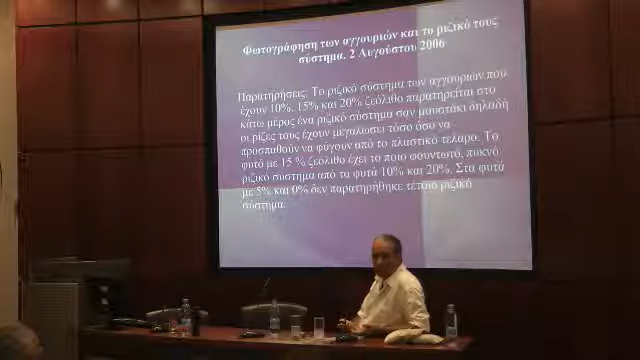 Φωτογράφηση των αγγουριών και το ριζικό τους
σύστημα. 2 Αυγούστου 2006
Παρατηρήσεις: Το ριζικό σύστημα των αγγουριών που
έχουν 10%. 15% και 20% ζεόλιθο παρατηρείται στο
κάτω μέρος ένα ριζικό σύστημα σαν μουστάκι δηλαδή
οι ρίζες τους έχουν μεγαλώσει τόσο όσο να
προσπαθούν να φύγουν από το πλαστικό τελάρο. Το
φυτό με 15 % ζεόλιθο έχει το ποιο φουντωτό, πυκνό
ριζικό σύστημα από τα φυτά 10% και 20%. Στα φυτά
με 5% και 0% δεν παρατηρήθηκε τέτοιο ριζικό
σύστημα.